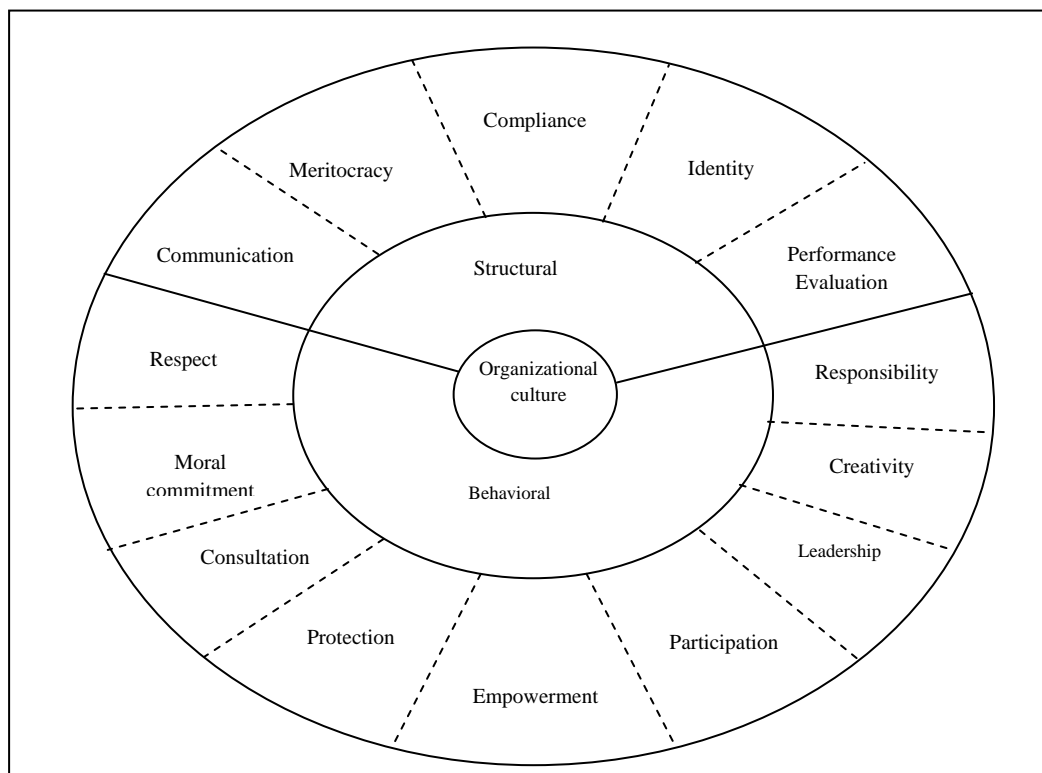 Compliance
Meritocracy
Identity
Communication
Structural
Performance
Evaluation
Respect
Organizational
culture
Responsibility
Moral
commitment
Creativity
Behavioral
Consultation
Leadership
Protection
Participation
Empowerment